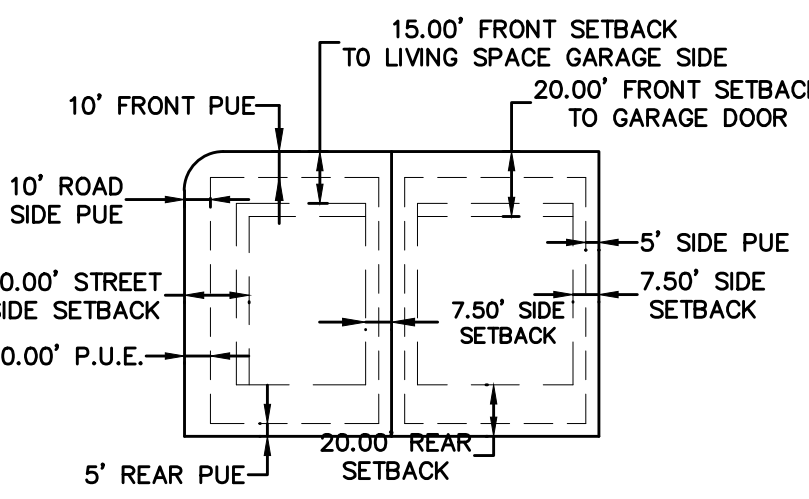 15.00' FRONT SETBACK
TO LIVING SPACE GARAGE SIDE
20.00' FRONT SETBACK
TO GARAGE DOOR
10' FRONT PUE
10' ROAD
SIDE PUE
5' SIDE PUE
0.00' STREET
SIDE SETBACK
7.50' SIDE
SETBACK
7.50' SIDE
SETBACK
0.00' P.U.E.
20.00' REAR
SETBACK
5' REAR PUE